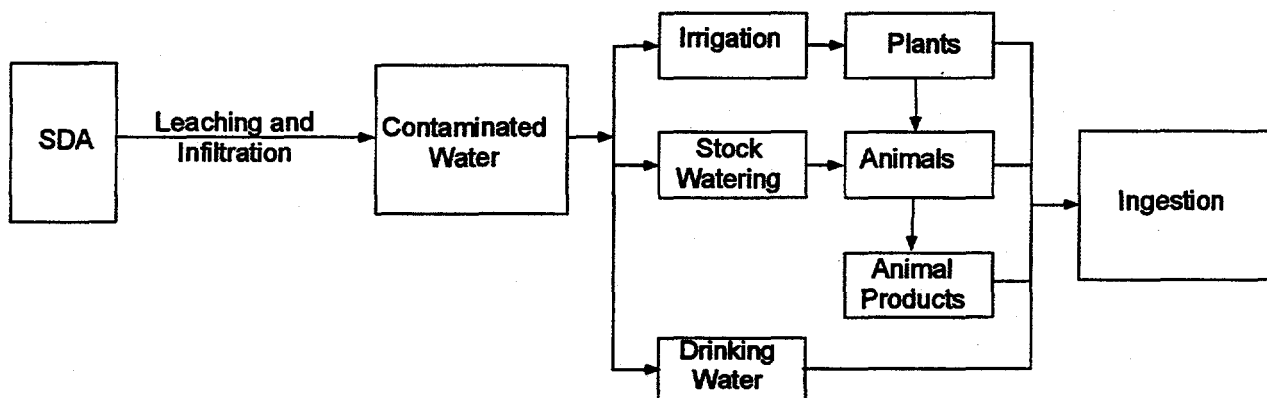 SDA
Leaching and
Infiltration
Contaminated
Water
Irrigation
Plants
Stock
Watering
Animals
Animal
Products
Drinking
Water
Ingestion